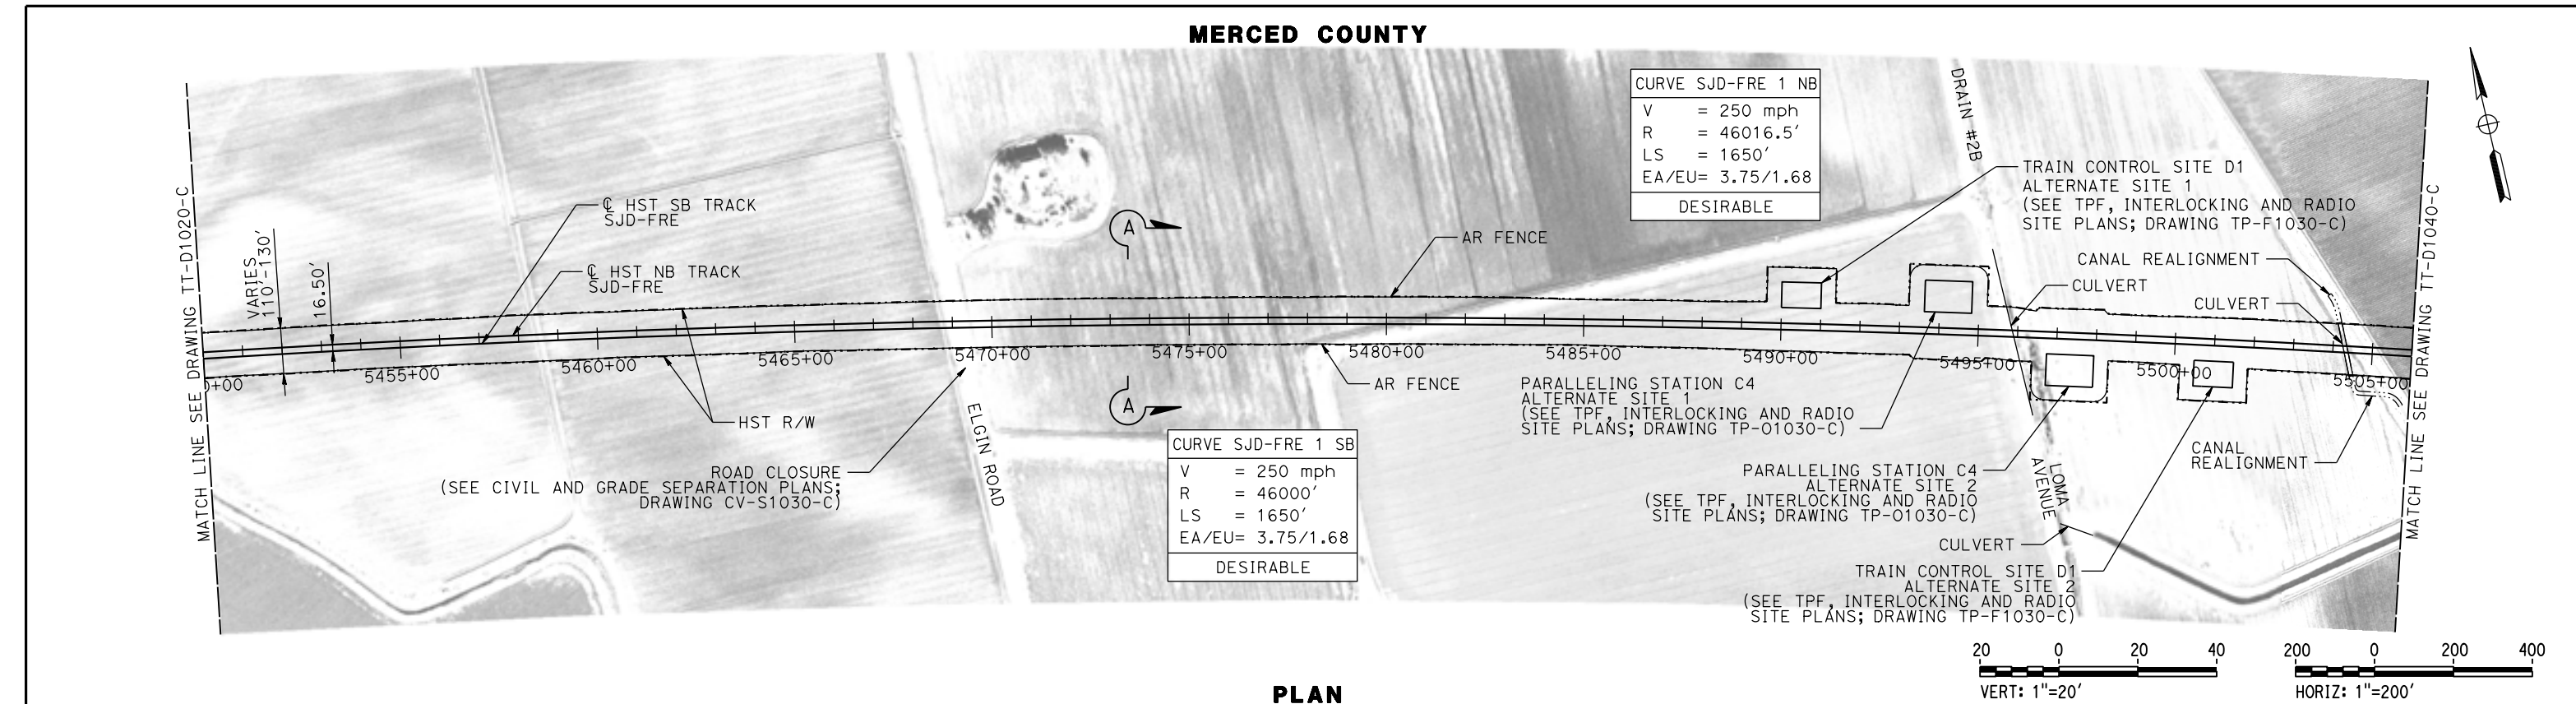 MERCED COUNTY
MATCH LINE SEE DRAWING TT-D1020-C
VARIES
110'-130'
16.50'
℄ HST SB TRACK
SJD-FRE
℄ HST NB TRACK
SJD-FRE
HST R/W
ROAD CLOSURE
(SEE CIVIL AND GRADE SEPARATION PLANS;
DRAWING CV-S1030-C)
ELGIN ROAD
A
A
CURVE SJD-FRE 1 NB
V = 250 mph
R = 46016.5'
LS = 1650'
EA/EU= 3.75/1.68
DESIRABLE
CURVE SJD-FRE 1 SB
V = 250 mph
R = 46000'
LS = 1650'
EA/EU= 3.75/1.68
DESIRABLE
AR FENCE
AR FENCE
DRAIN #2B
TRAIN CONTROL SITE D1
ALTERNATE SITE 1
(SEE TPF, INTERLOCKING AND RADIO
SITE PLANS; DRAWING TP-F1030-C)
CANAL REALIGNMENT
CULVERT
CULVERT
0+00
5455+00
5460+00
5465+00
5470+00
5475+00
5480+00
5485+00
5490+00
5495+00
5500+00
5505+00
PARALLELING STATION C4
ALTERNATE SITE 1
(SEE TPF, INTERLOCKING AND RADIO
SITE PLANS; DRAWING TP-O1030-C)
PARALLELING STATION C4
ALTERNATE SITE 2
(SEE TPF, INTERLOCKING AND RADIO
SITE PLANS; DRAWING TP-O1030-C)
LOMA
AVENUE
CANAL
REALIGNMENT
CULVERT
TRAIN CONTROL SITE D1
ALTERNATE SITE 2
(SEE TPF, INTERLOCKING AND RADIO
SITE PLANS; DRAWING TP-F1030-C)
MATCH LINE SEE DRAWING TT-D1040-C
20 0 20 40
VERT: 1"=20'
200 0 200 400
HORIZ: 1"=200'
PLAN